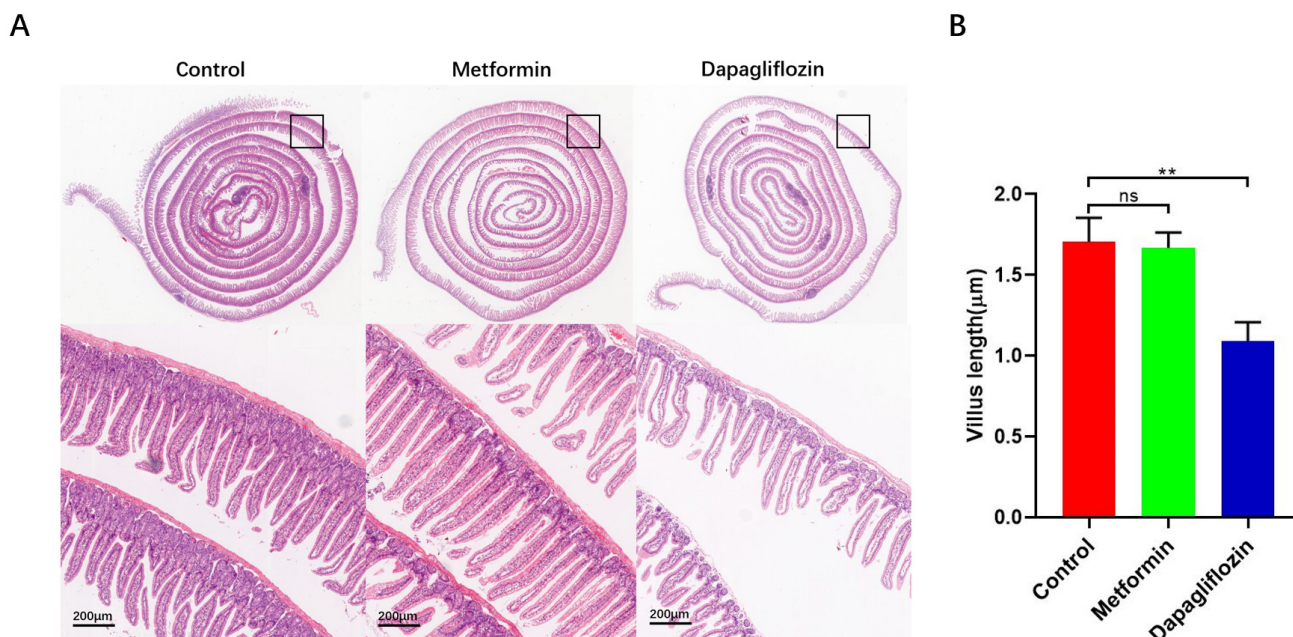 A
B
Control
Metformin
Dapagliflozin
200μm
200μm
200μm
Villus length(μm)
2.0
1.5
1.0
0.5
0.0
**
ns
Control
Metformin
Dapagliflozin